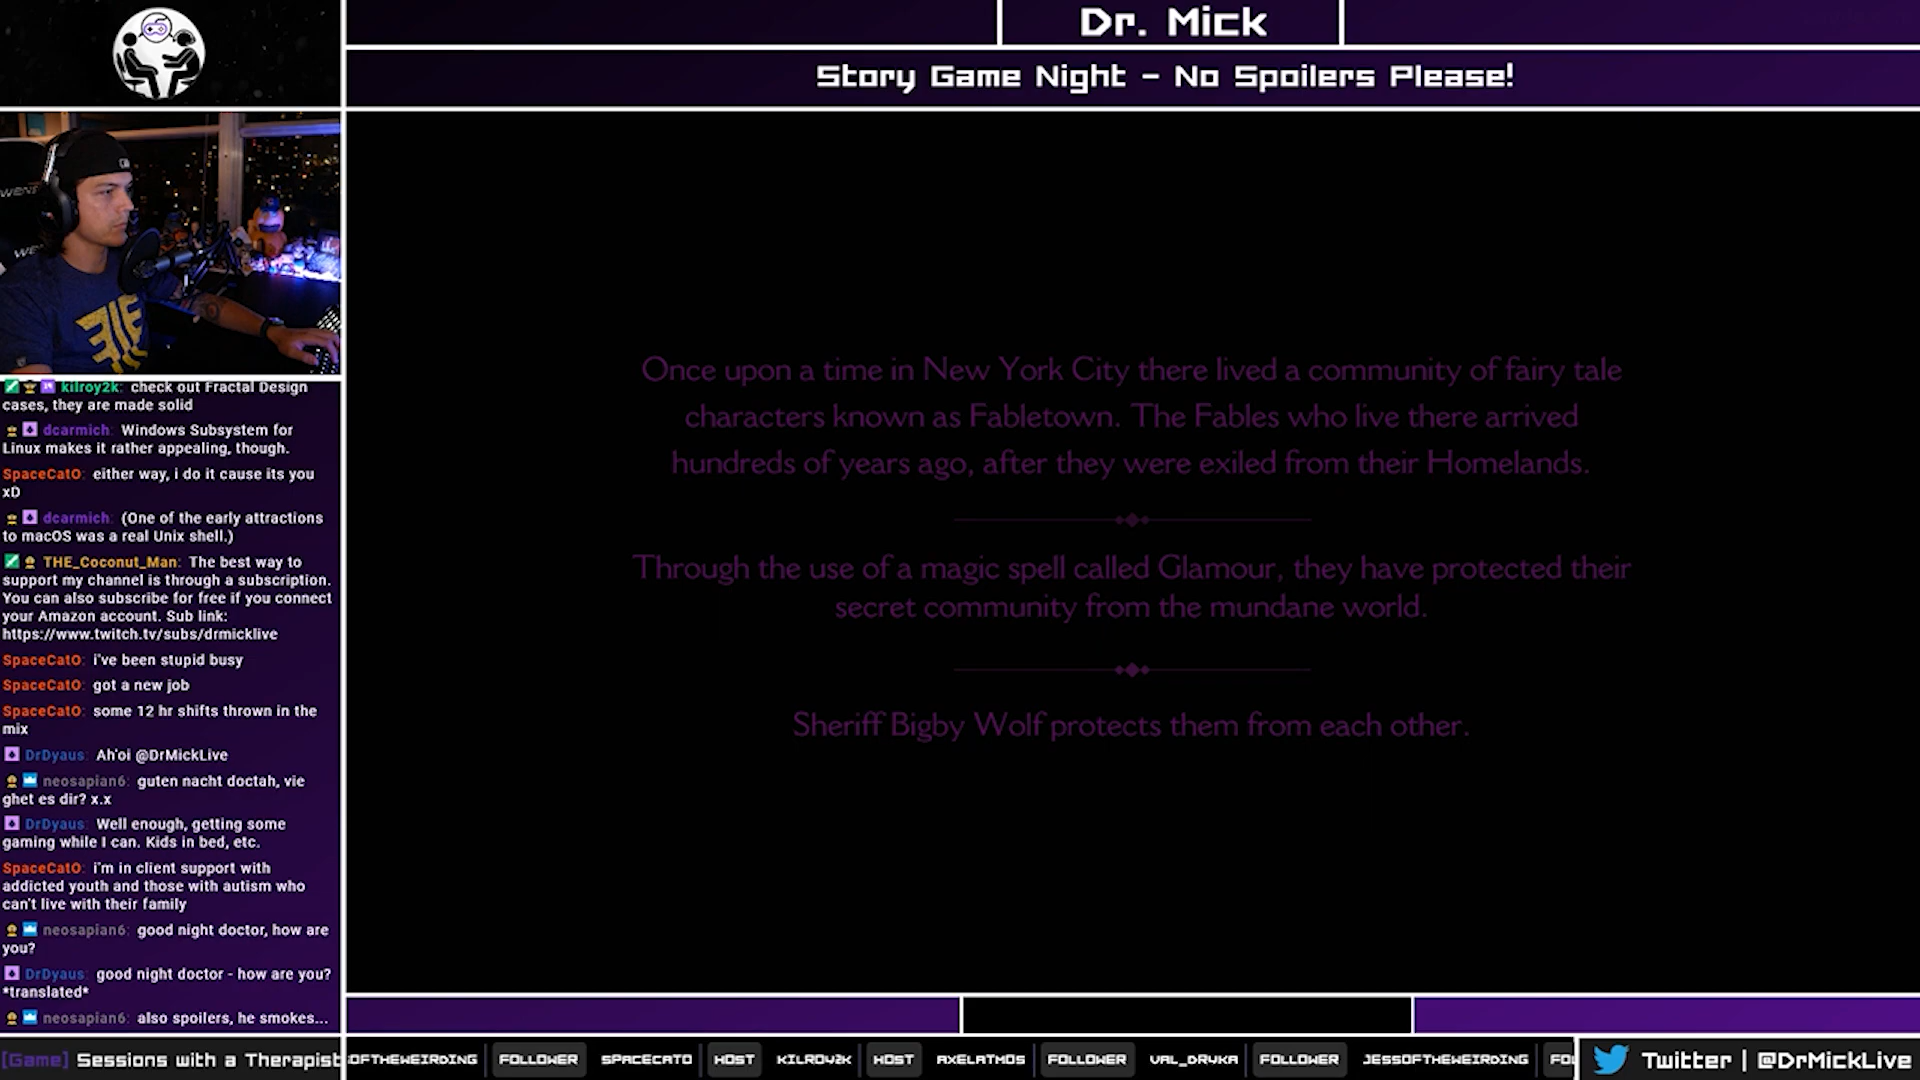 Dr. Mick
Story Game Night - No Spoilers Please!
Once upon a time in New York City there lived a community of fairy tale
characters known as Fabletown. The Fables who live there arrived
hundreds of years ago, after they were exiled from their Homelands.
Through the use of a magic spell called Glamour, they have protected their
secret community from the mundane world.
Sheriff Bigby Wolf protects them from each other.
kilroy2k: check out Fractal Design
cases, they are made solid
dcarmich: Windows Subsystem for
Linux makes it rather appealing, though.
SpaceCat0: either way, i do it cause its you
xD
dcarmich: (One of the early attractions
to macOS was a real Unix shell.)
THE_Coconut_Man: The best way to
support my channel is through a subscription.
You can also subscribe for free if you connect
your Amazon account. Sub link:
https://www.twitch.tv/subs/drmicklive
SpaceCat0: i've been stupid busy
SpaceCat0: got a new job
SpaceCat0: some 12 hr shifts thrown in the
mix
DrDyaus: Ah'oi @DrMickLive
neosapian6: guten nacht doctah, vie
ghet es dir? x.x
DrDyaus: Well enough, getting some
gaming while I can. Kids in bed, etc.
SpaceCat0: i'm in client support with
addicted youth and those with autism who
can't live with their family
neosapian6: good night doctor, how are
you?
DrDyaus: good night doctor - how are you?
*translated*
neosapian6: also spoilers, he smokes...
[Game] Sessions with a Therapist
OFTHEWEIRDING FOLLOWER SPACECAT0 HOST KILROY2K HOST AXELATMOS FOLLOWER VAL_DRYKA FOLLOWER JESSOFTHEWEIRDING FOL
Twitter | @DrMickLive